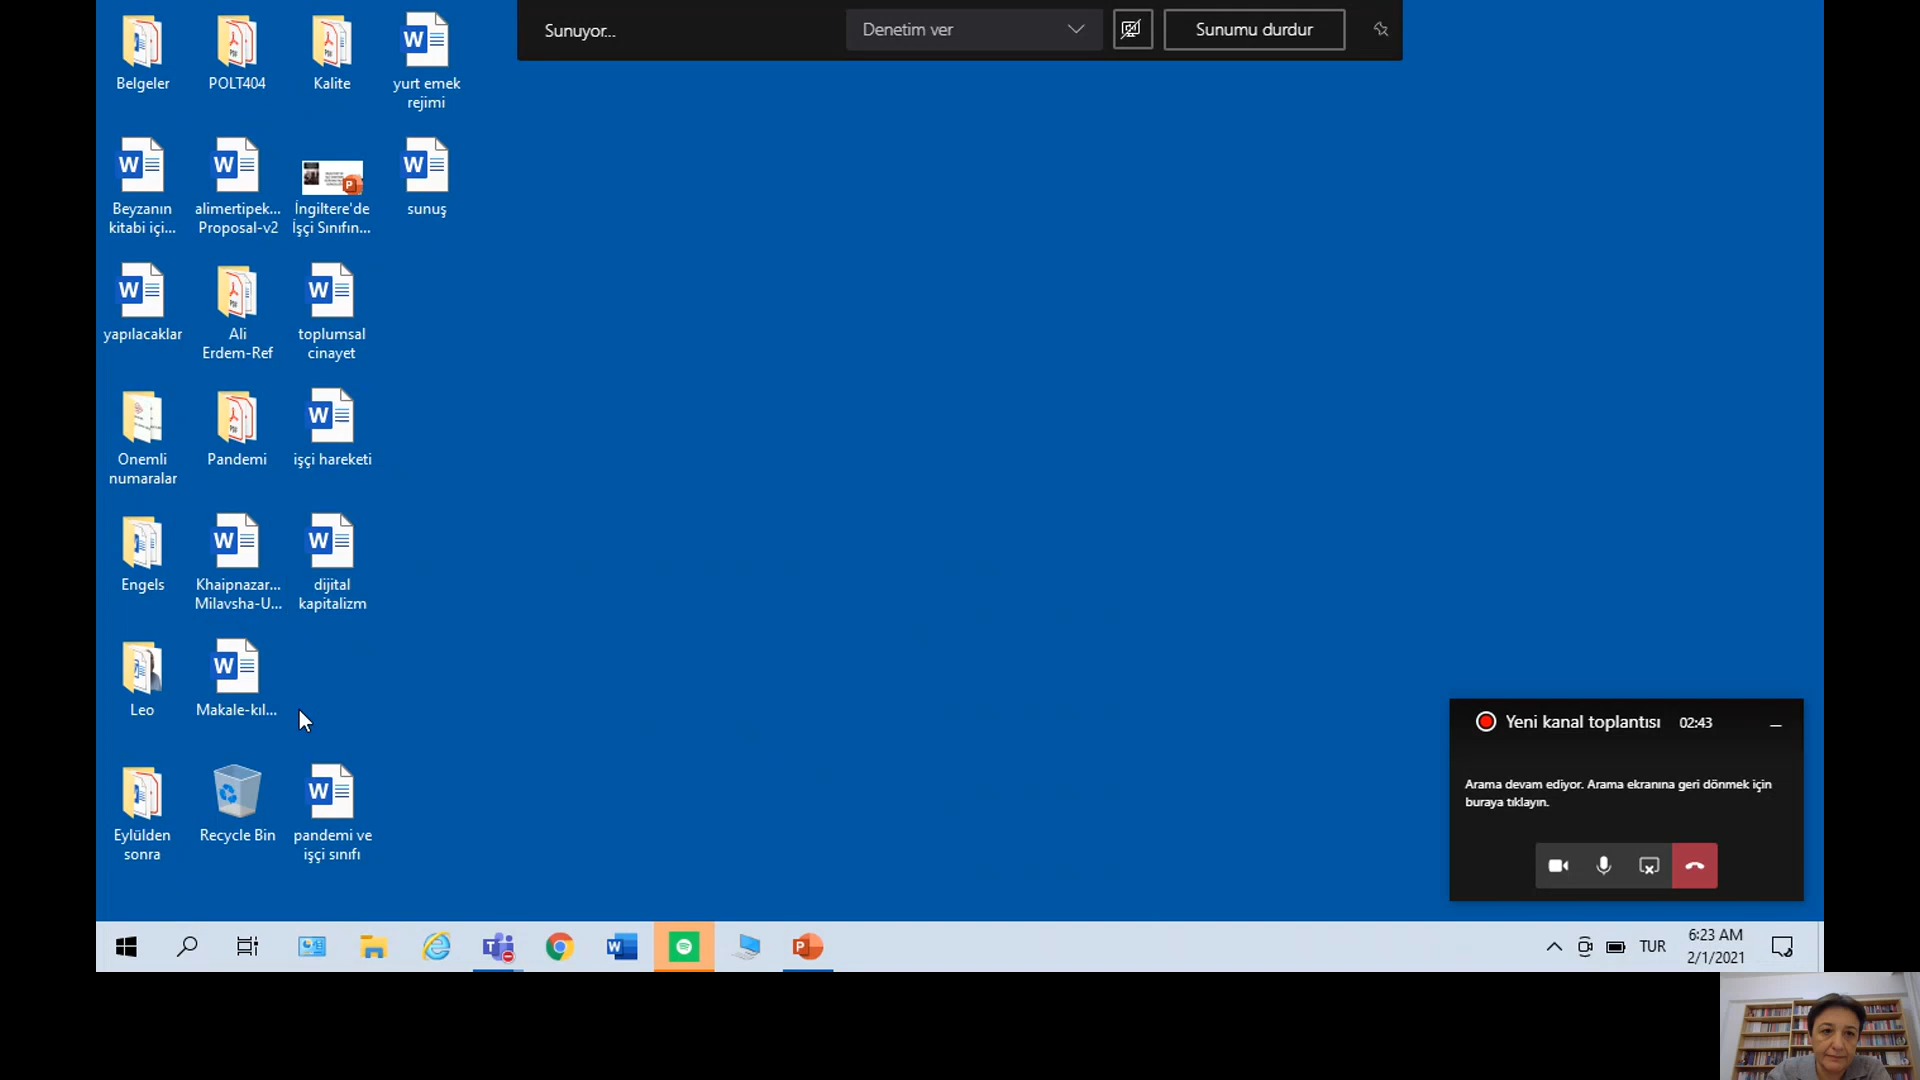 Sunuyor...
Denetim ver
Sunumu durdur
Belgeler
POLT404
Kalite
yurt emek
rejimi
Beyzanın
kitabi içi...
alimertipek...
Proposal-v2
İngiltere'de
İşçi Sınıfın...
sunuş
yapılacaklar
Ali
Erdem-Ref
toplumsal
cinayet
Onemli
numaralar
Pandemi
işçi hareketi
Engels
Khaipnazar...
Milavsha-U...
dijital
kapitalizm
Leo
Makale-kıl...
Eylülden
sonra
Recycle Bin
pandemi ve
işçi sınıfı
Yeni kanal toplantısı 02:43
Arama devam ediyor. Arama ekranına geri dönmek için
buraya tıklayın.
TUR
6:23 AM
2/1/2021